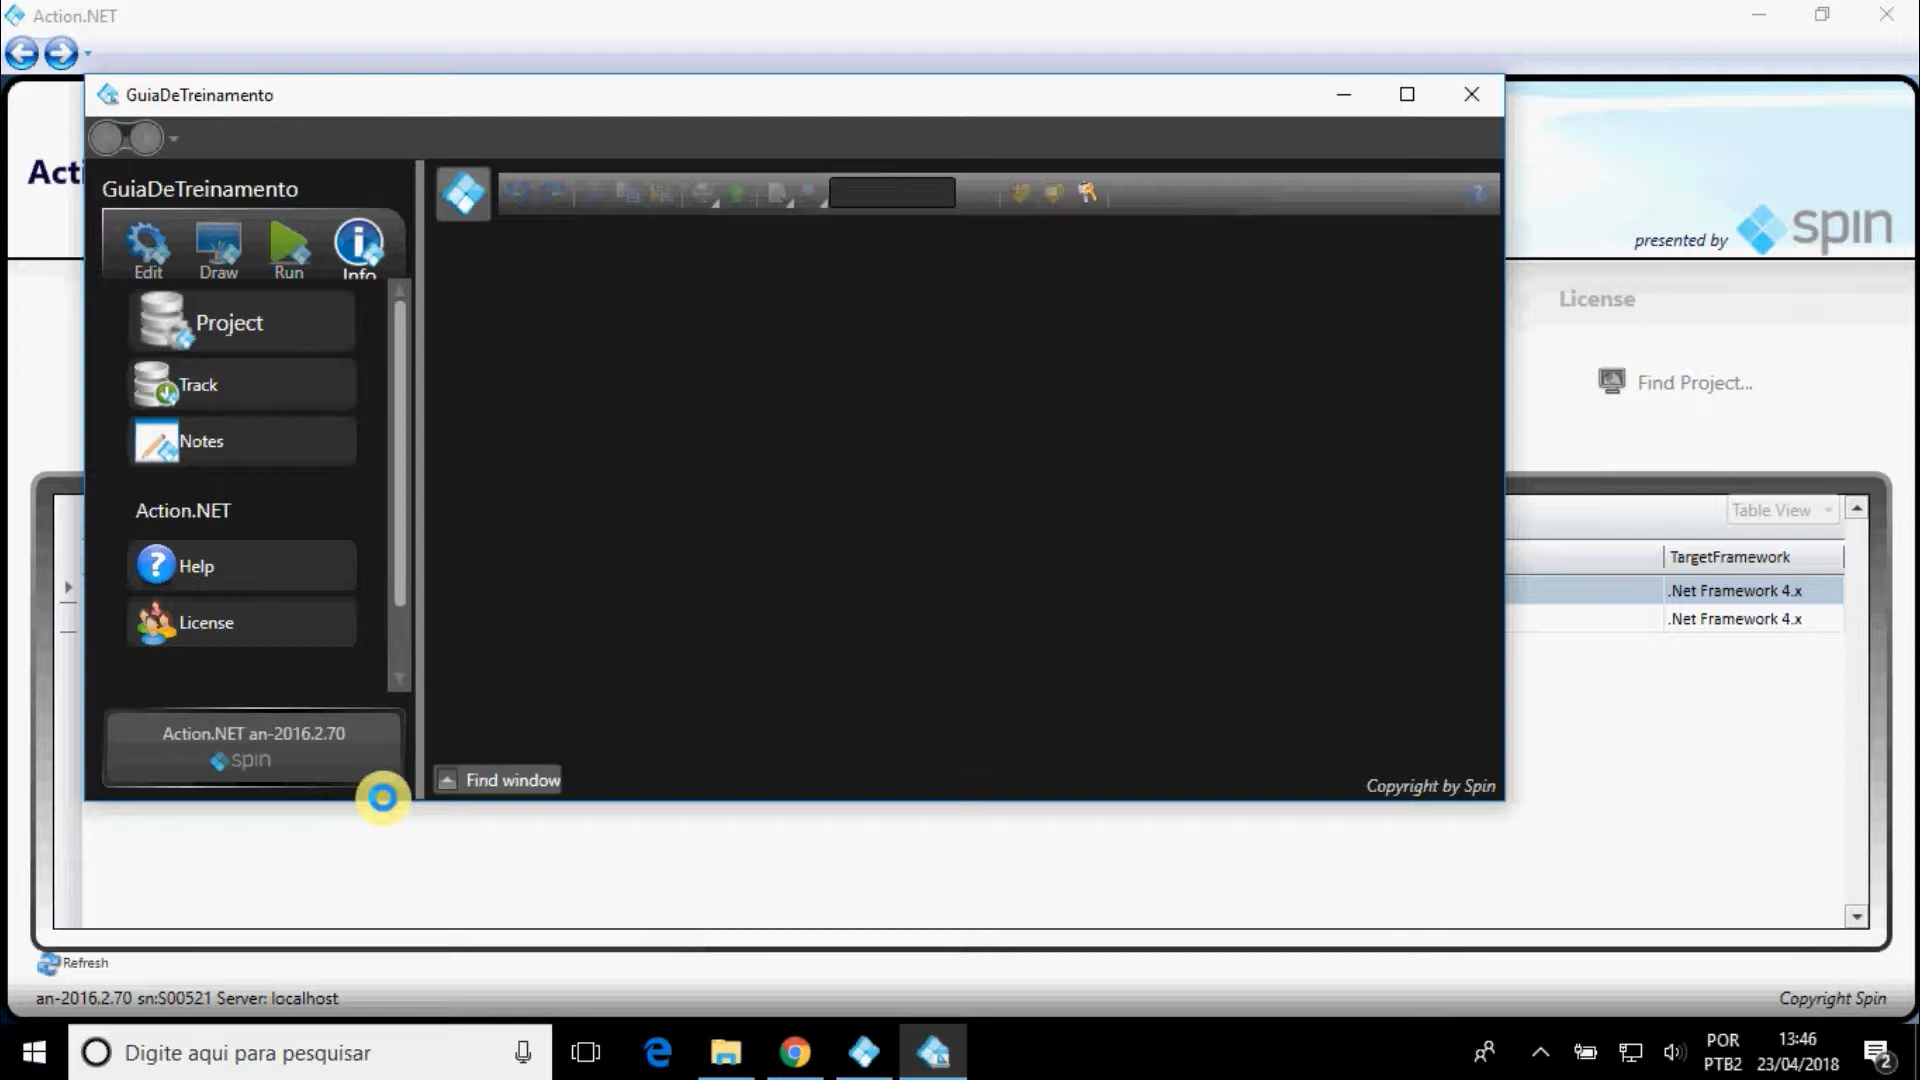 Action.NET
GuiaDeTreinamento
Acti
GuiaDeTreinamento
Edit Draw Run Info
presented by spin
License
Project
Find Project...
Track
Notes
Action.NET
Table View
TargetFramework
Help
.Net Framework 4.x
License
.Net Framework 4.x
Action.NET an-2016.2.70
spin
Find window
Copyright by Spin
Refresh
an-2016.2.70 sn:S00521 Server: localhost
Copyright Spin
Digite aqui para pesquisar
POR
PTB2
13:46
23/04/2018
2